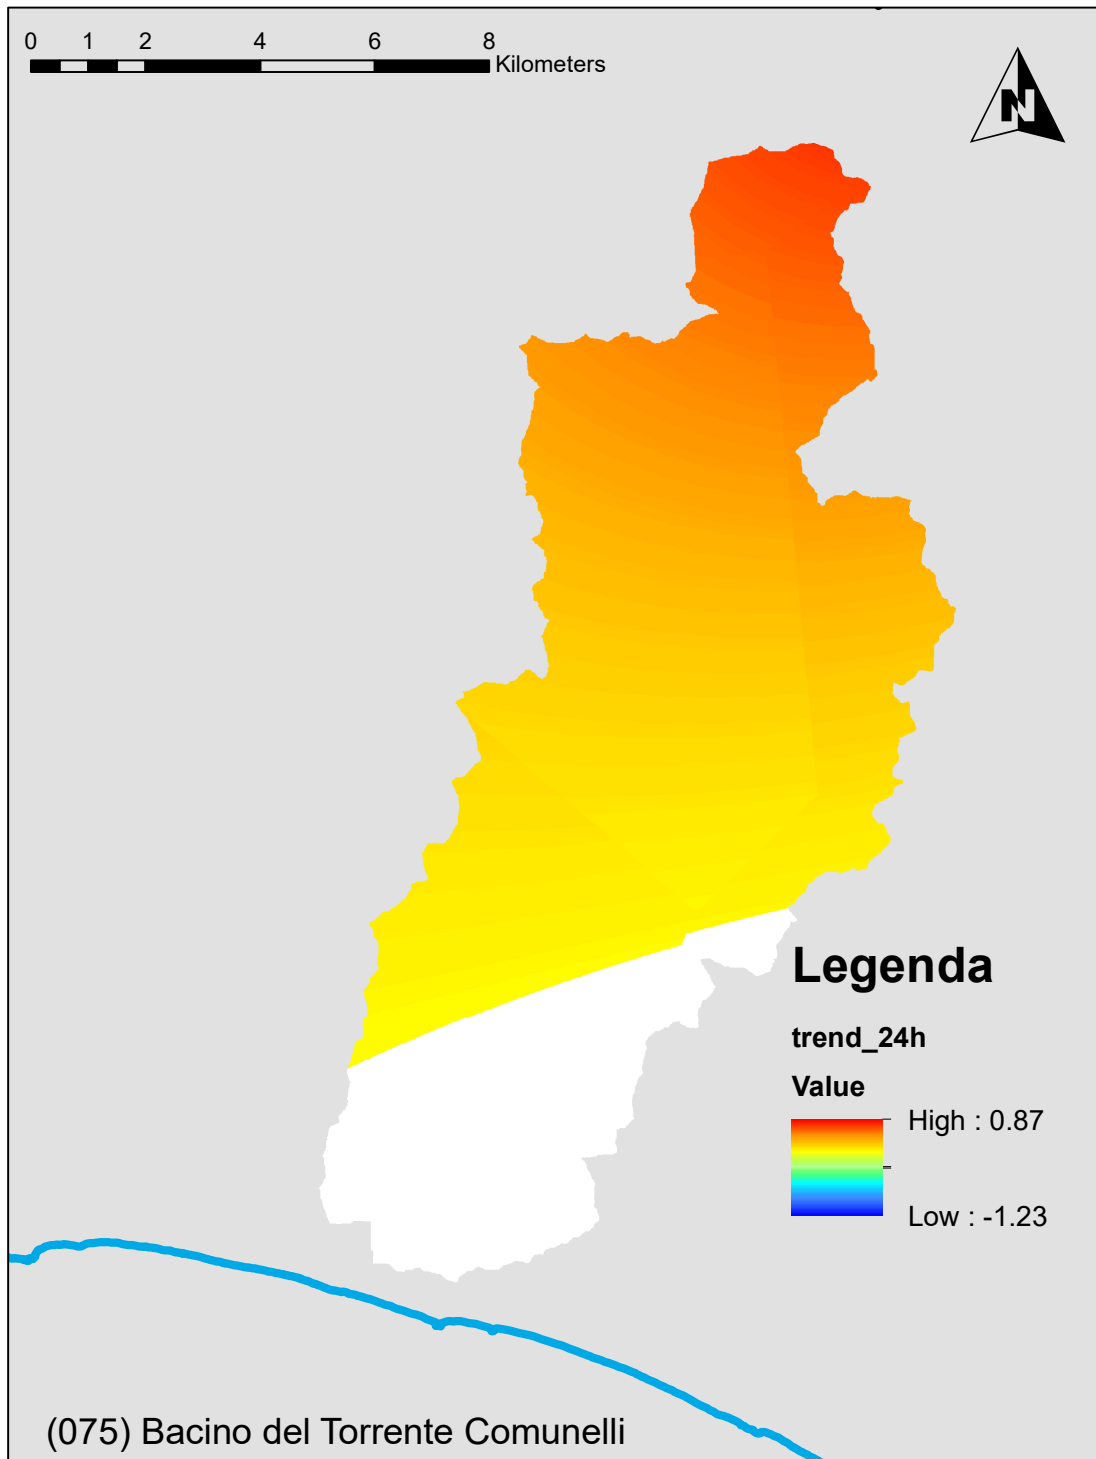 0 1 2 4 6 8
Kilometers
N
Legenda
trend_24h
Value
High : 0.87
Low : -1.23
(075) Bacino del Torrente Comunelli